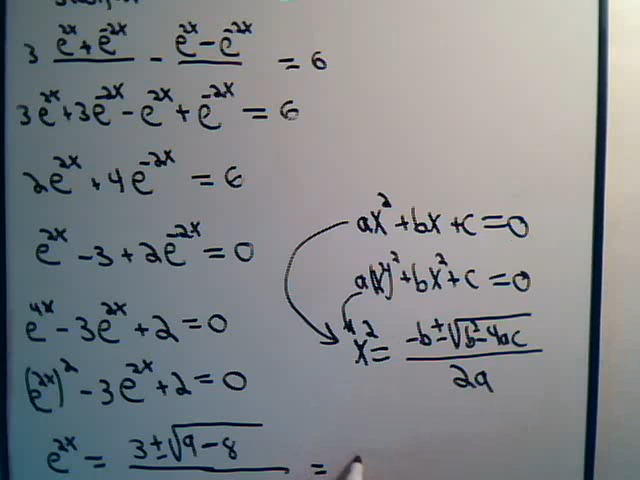 3 (e^2x + e^-2x)/ - (e^2x - e^-2x)/ = 6
3e^2x + 3e^-2x - e^2x + e^-2x = 6
2e^2x + 4e^-2x = 6
e^2x - 3 + 2e^-2x = 0
e^4x - 3e^2x + 2 = 0
(e^2x)^2 - 3e^2x + 2 = 0
e^2x = 3 ± √(9 - 8) / =
ax^2 + bx + c = 0
a(x^2)^2 + bx^2 + c = 0
x^2 = (-b ± √(b^2 - 4ac)) / 2a